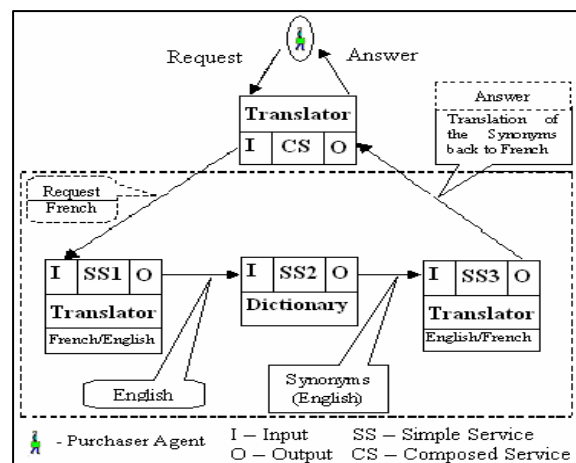 Request
Answer
Translator
I CS O
Answer
Translation of
the Synonyms
back to French
Request
French
I SS1 O
Translator
French/English
I SS2 O
Dictionary
I SS3 O
Translator
English/French
English
Synonyms
(English)
- Purchaser Agent I – Input SS – Simple Service
O – Output CS – Composed Service